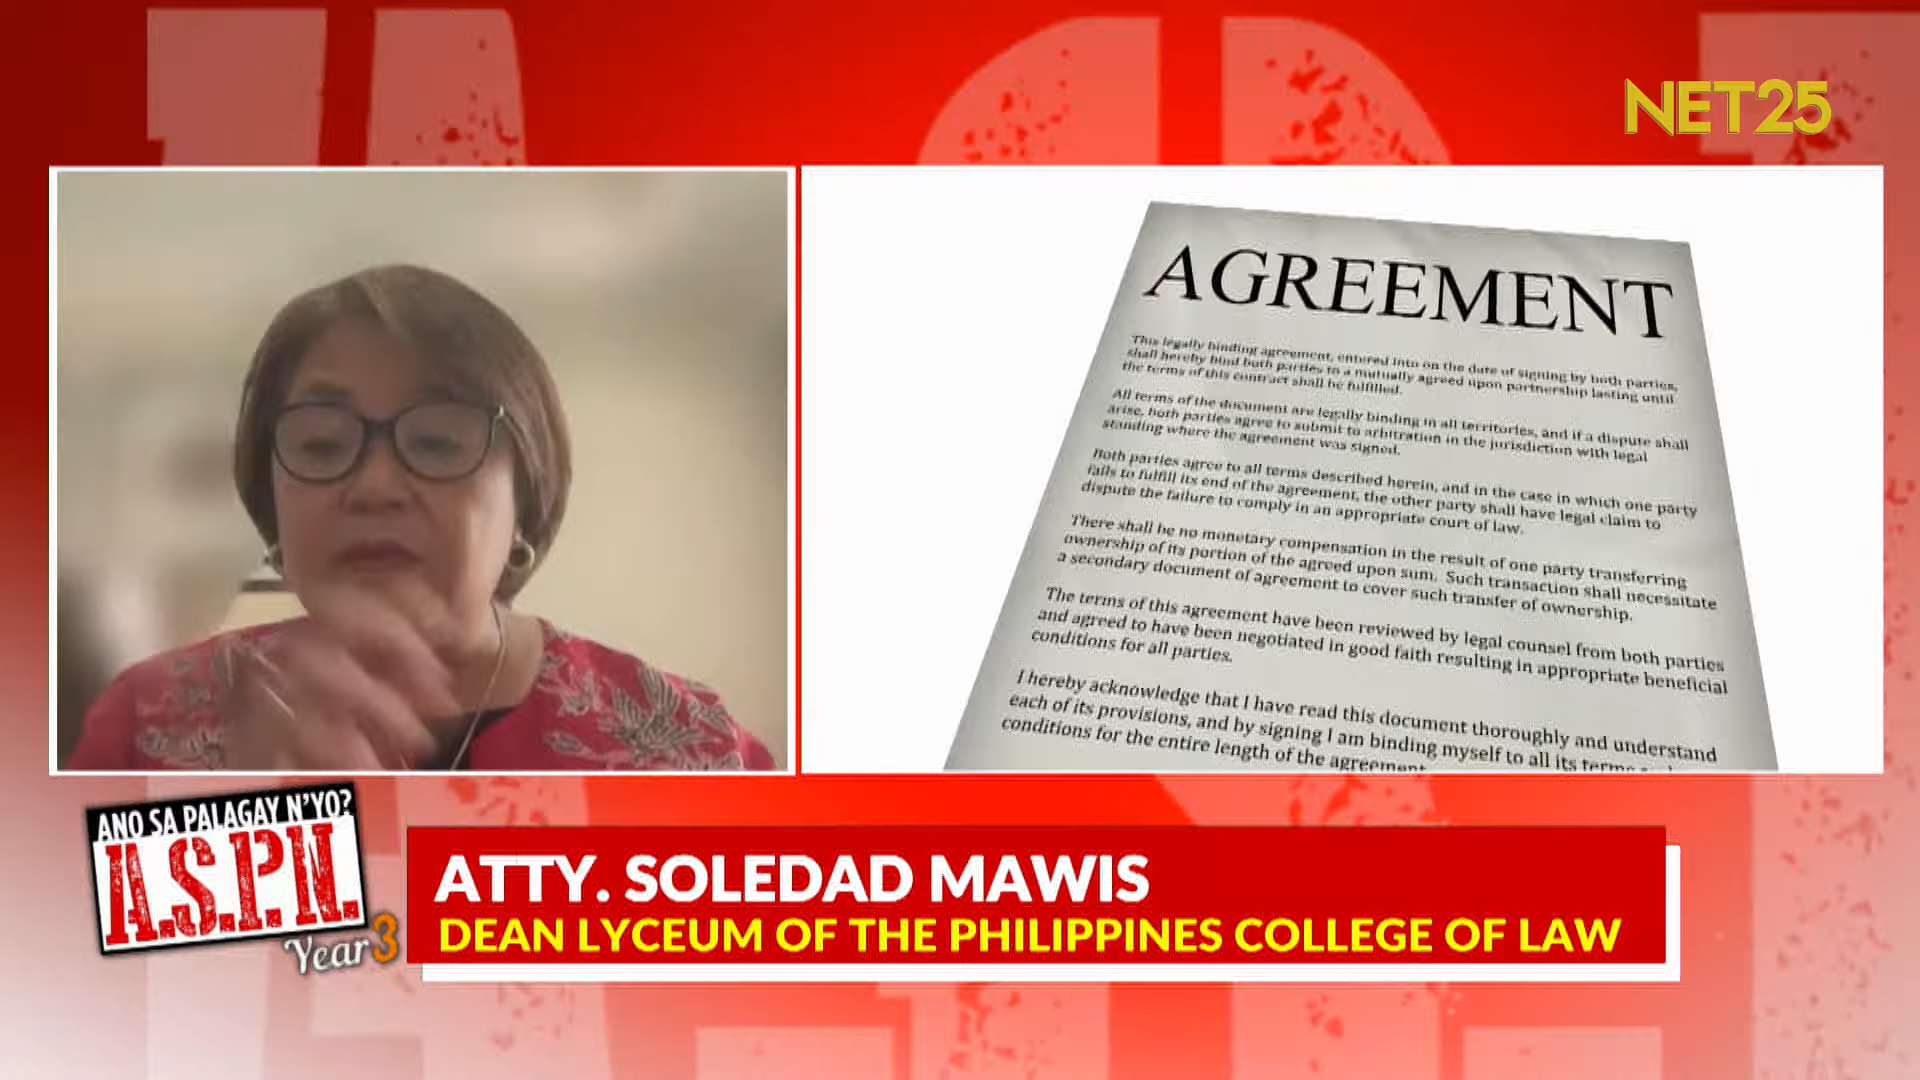 NET25
AGREEMENT
This legally binding agreement, entered into on the date of signing by both parties,
shall hereby bind both parties to a mutually agreed upon partnership lasting until
the terms of this contract shall be fulfilled.
All terms of the document are legally binding in all territories, and if a dispute shall
arise, both parties agree to submit to arbitration in the jurisdiction with legal
standing where the agreement was signed.
Both parties agree to all terms described herein, and in the case in which one party
fails to fulfill its end of the agreement, the other party shall have legal claim to
dispute the failure to comply in an appropriate court of law.
There shall be no monetary compensation in the result of one party transferring
ownership of its portion of the agreed upon sum. Such transaction shall necessitate
a secondary document of agreement to cover such transfer of ownership.
The terms of this agreement have been reviewed by legal counsel from both parties
and agreed to have been negotiated in good faith resulting in appropriate beneficial
conditions for all parties.
I hereby acknowledge that I have read this document thoroughly and understand
each of its provisions, and by signing I am binding myself to all its terms
conditions for the entire length of the agreement
ANO SA PALAGAY N'YO?
A.S.P.N.
Year 3
ATTY. SOLEDAD MAWIS
DEAN LYCEUM OF THE PHILIPPINES COLLEGE OF LAW